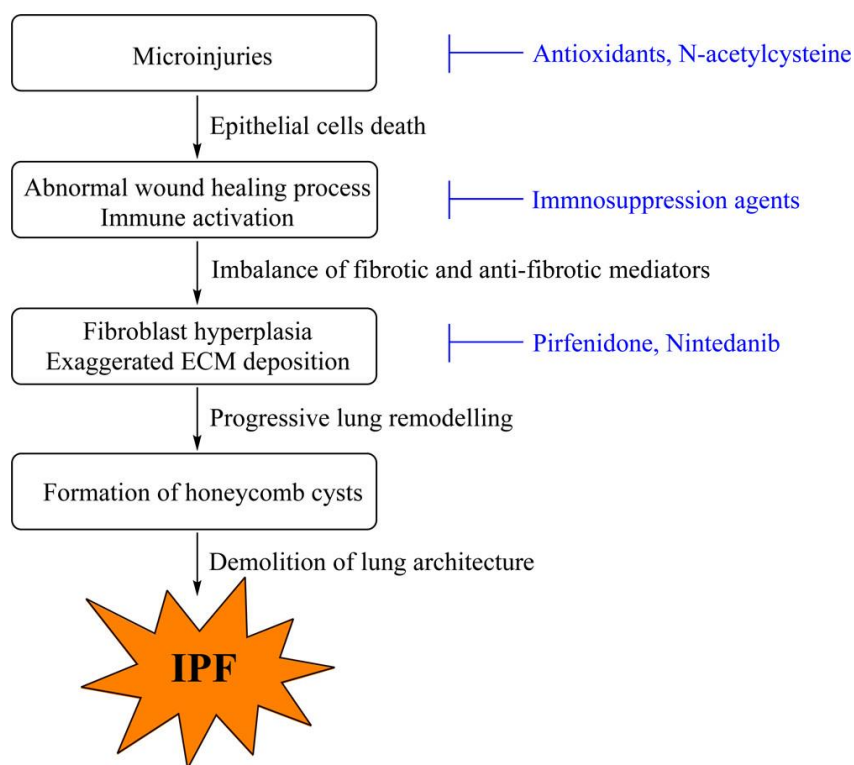 Microinjuries
Antioxidants, N-acetylcysteine
Epithelial cells death
Abnormal wound healing process
Immune activation
Immnosuppression agents
Imbalance of fibrotic and anti-fibrotic mediators
Fibroblast hyperplasia
Exaggerated ECM deposition
Pirfenidone, Nintedanib
Progressive lung remodelling
Formation of honeycomb cysts
Demolition of lung architecture
IPF